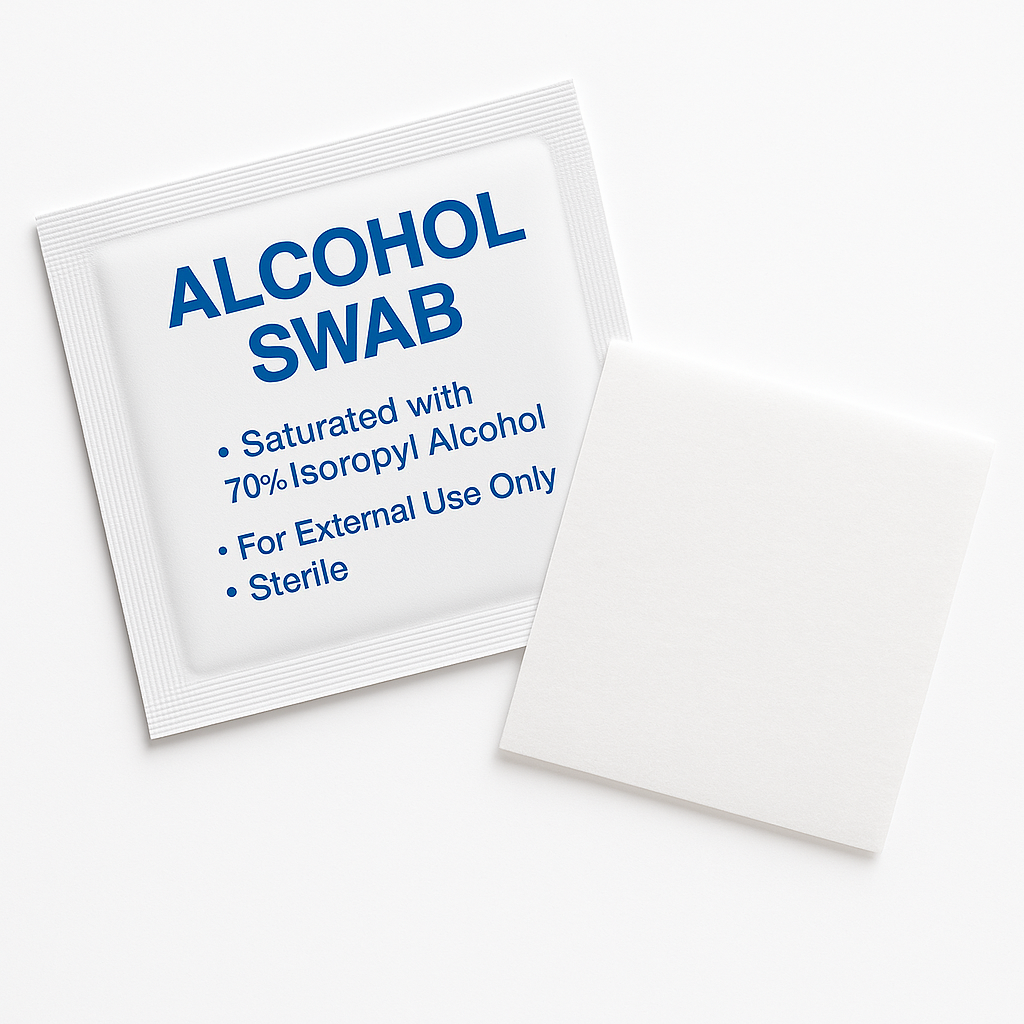 ALCOHOL
SWAB
• Saturated with
70% Isoropyl Alcohol
• For External Use Only
• Sterile